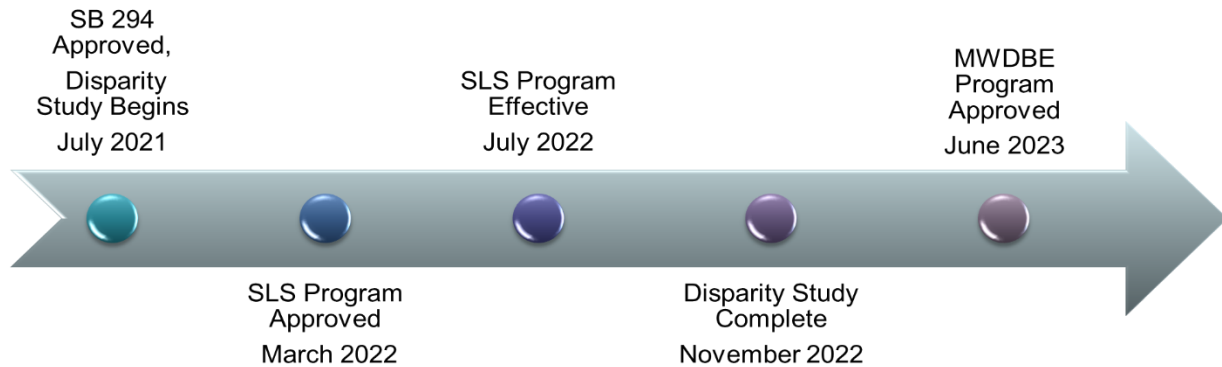 SB 294
Approved,
Disparity
Study Begins
July 2021
SLS Program
Approved
March 2022
SLS Program
Effective
July 2022
Disparity Study
Complete
November 2022
MWDBE
Program
Approved
June 2023